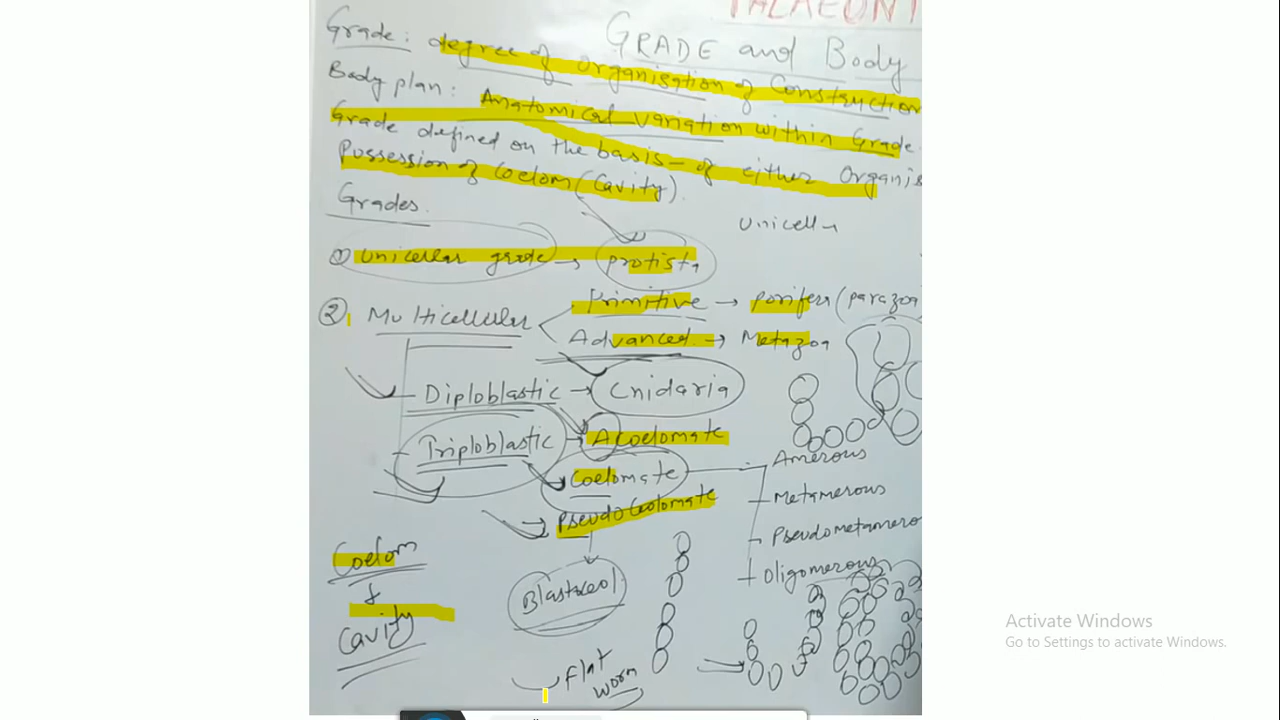 PALAEONT
GRADE and Body
Grade: degree of organisation of Construction
Body plan: Anatomical variation within Grade
Grade defined on the basis of either Organis
Possession of Coelom (Cavity).
Grades.
Unicell
① Unicellular grade → protista
② Multicellular
Primitive → porifera (parazoa
Advanced → Metazoa
Diploblastic → Cnidaria
Triploblastic → Acoelomate
Coelomate
Amerous
Metamerous
Pseudometamero
Oligomerous
→ Pseudocoelomate
Blastocoel
Coelom
↓
Cavity
Flat
worm
Activate Windows
Go to Settings to activate Windows.